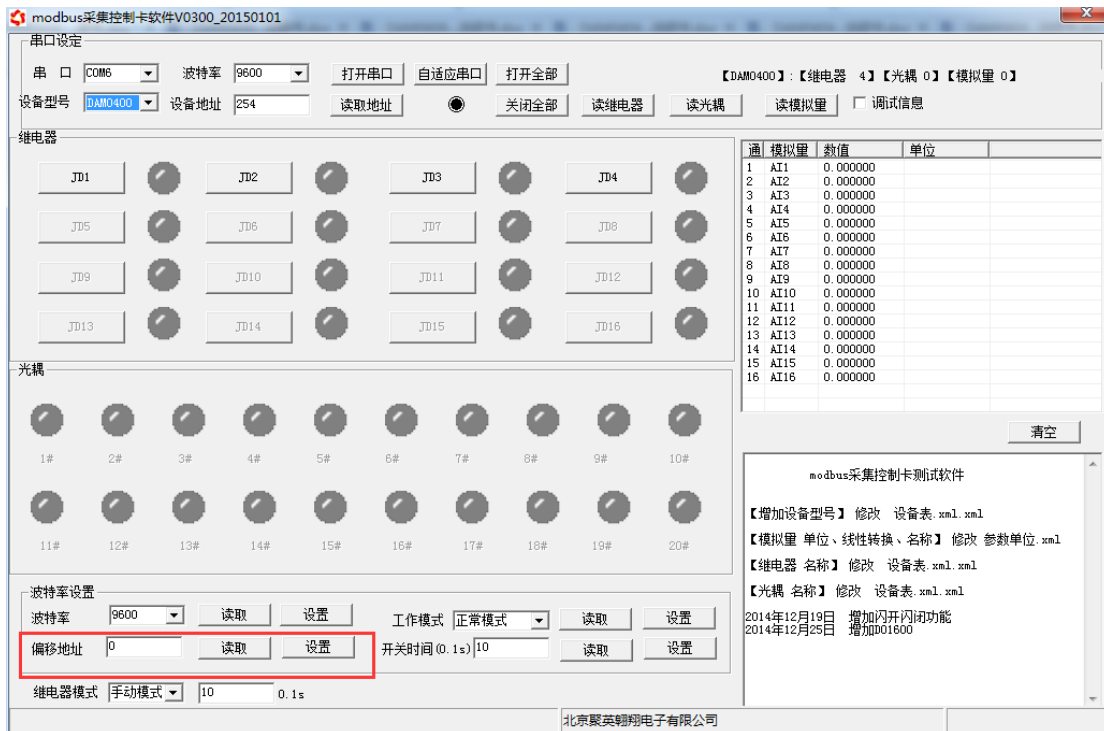 modbus采集控制卡软件V0300_20150101
串口设定
串 口 COM6 波特率 9600 打开串口 自适应串口 打开全部 【DAM0400】:【继电器 4】【光耦 0】【模拟量 0】
设备型号 DAM0400 设备地址 254 读取地址 关闭全部 读继电器 读光耦 读模拟量 调试信息
继电器
JD1 JD2 JD3 JD4
JD5 JD6 JD7 JD8
JD9 JD10 JD11 JD12
JD13 JD14 JD15 JD16
通 模拟量 数值 单位
1 AI1 0.000000
2 AI2 0.000000
3 AI3 0.000000
4 AI4 0.000000
5 AI5 0.000000
6 AI6 0.000000
7 AI7 0.000000
8 AI8 0.000000
9 AI9 0.000000
10 AI10 0.000000
11 AI11 0.000000
12 AI12 0.000000
13 AI13 0.000000
14 AI14 0.000000
15 AI15 0.000000
16 AI16 0.000000
清空
光耦
1# 2# 3# 4# 5# 6# 7# 8# 9# 10#
11# 12# 13# 14# 15# 16# 17# 18# 19# 20#
modbus采集控制卡测试软件
【增加设备型号】 修改 设备表.xml.xml
【模拟量 单位、线性转换、名称】 修改 参数单位.xml
【继电器 名称】 修改 设备表.xml.xml
【光耦 名称】 修改 设备表.xml.xml
2014年12月19日 增加闪开闪闭功能
2014年12月25日 增加DO1600
波特率设置
波特率 9600 读取 设置 工作模式 正常模式 读取 设置
偏移地址 0 读取 设置 开关时间(0.1s) 10 读取 设置
继电器模式 手动模式 10 0.1s
北京聚英翱翔电子有限公司